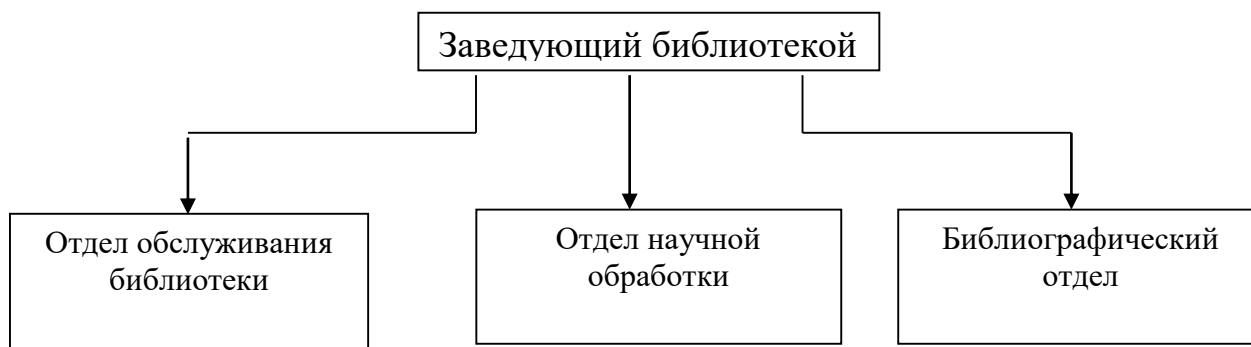 Заведующий библиотекой
Отдел обслуживания
библиотеки
Отдел научной
обработки
Библиографический
отдел